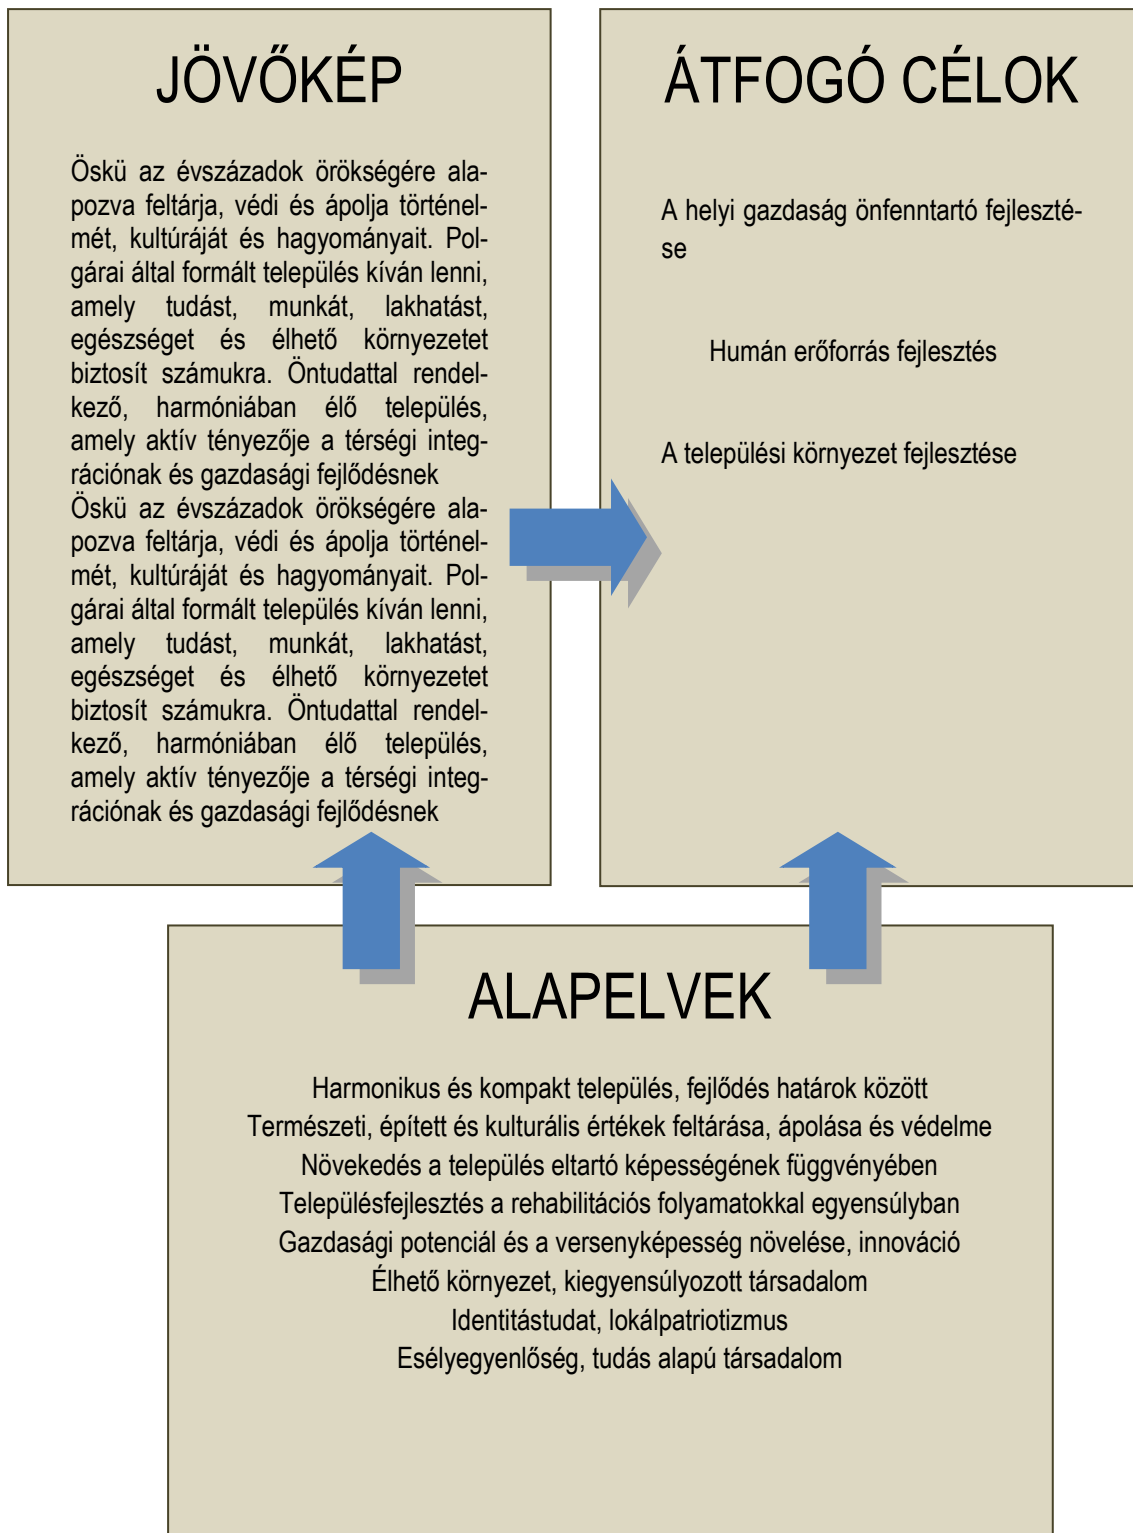 JÖVŐKÉP
Öskü az évszázadok örökségére ala-
pozva feltárja, védi és ápolja történel-
mét, kultúráját és hagyományait. Pol-
gárai által formált település kíván lenni,
amely tudást, munkát, lakhatást,
egészséget és élhető környezetet
biztosít számukra. Öntudattal rendel-
kező, harmóniában élő település,
amely aktív tényezője a térségi integ-
rációnak és gazdasági fejlődésnek
Öskü az évszázadok örökségére ala-
pozva feltárja, védi és ápolja történel-
mét, kultúráját és hagyományait. Pol-
gárai által formált település kíván lenni,
amely tudást, munkát, lakhatást,
egészséget és élhető környezetet
biztosít számukra. Öntudattal rendel-
kező, harmóniában élő település,
amely aktív tényezője a térségi integ-
rációnak és gazdasági fejlődésnek
ÁTFOGÓ CÉLOK
A helyi gazdaság önfenntartó fejleszté-
se
Humán erőforrás fejlesztés
A települési környezet fejlesztése
ALAPELVEK
Harmonikus és kompakt település, fejlődés határok között
Természeti, épített és kulturális értékek feltárása, ápolása és védelme
Növekedés a település eltartó képességének függvényében
Településfejlesztés a rehabilitációs folyamatokkal egyensúlyban
Gazdasági potenciál és a versenyképesség növelése, innováció
Élhető környezet, kiegyensúlyozott társadalom
Identitástudat, lokálpatriotizmus
Esélyegyenlőség, tudás alapú társadalom